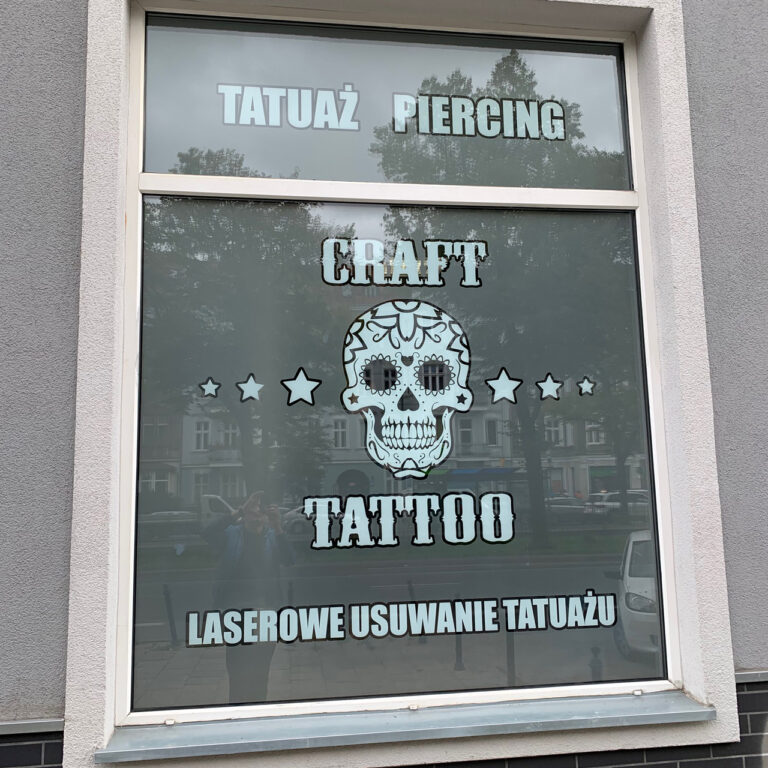 TATUAŻ PIERCING
CRAFT
TATTOO
LASEROWE USUWANIE TATUAŻU